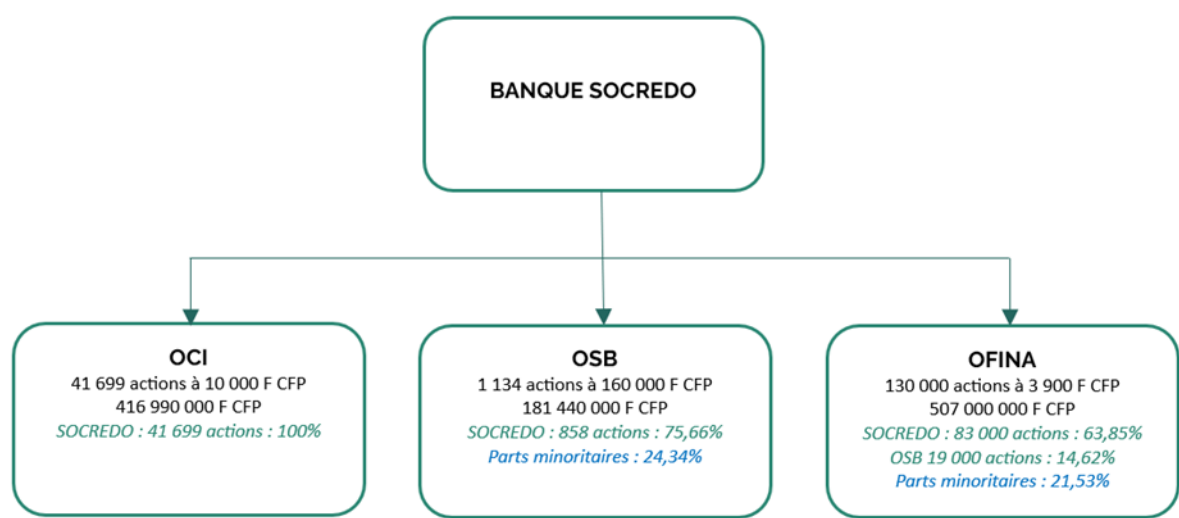 BANQUE SOCREDO
OCI
41 699 actions à 10 000 F CFP
416 990 000 F CFP
SOCREDO : 41 699 actions : 100%
OSB
1 134 actions à 160 000 F CFP
181 440 000 F CFP
SOCREDO : 858 actions : 75,66%
Parts minoritaires : 24,34%
OFINA
130 000 actions à 3 900 F CFP
507 000 000 F CFP
SOCREDO : 83 000 actions : 63,85%
OSB 19 000 actions : 14,62%
Parts minoritaires : 21,53%